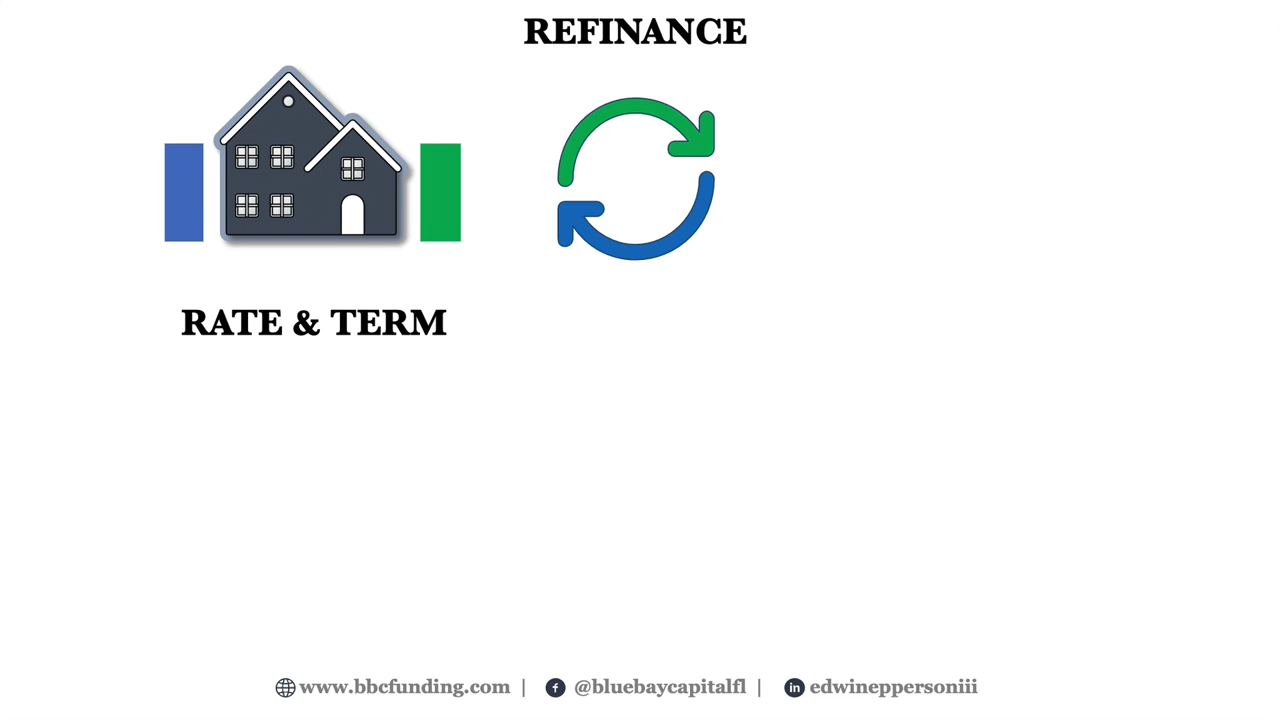 REFINANCE
RATE & TERM
www.bbcfunding.com | @bluebaycapitalfl | edwineppersoniii